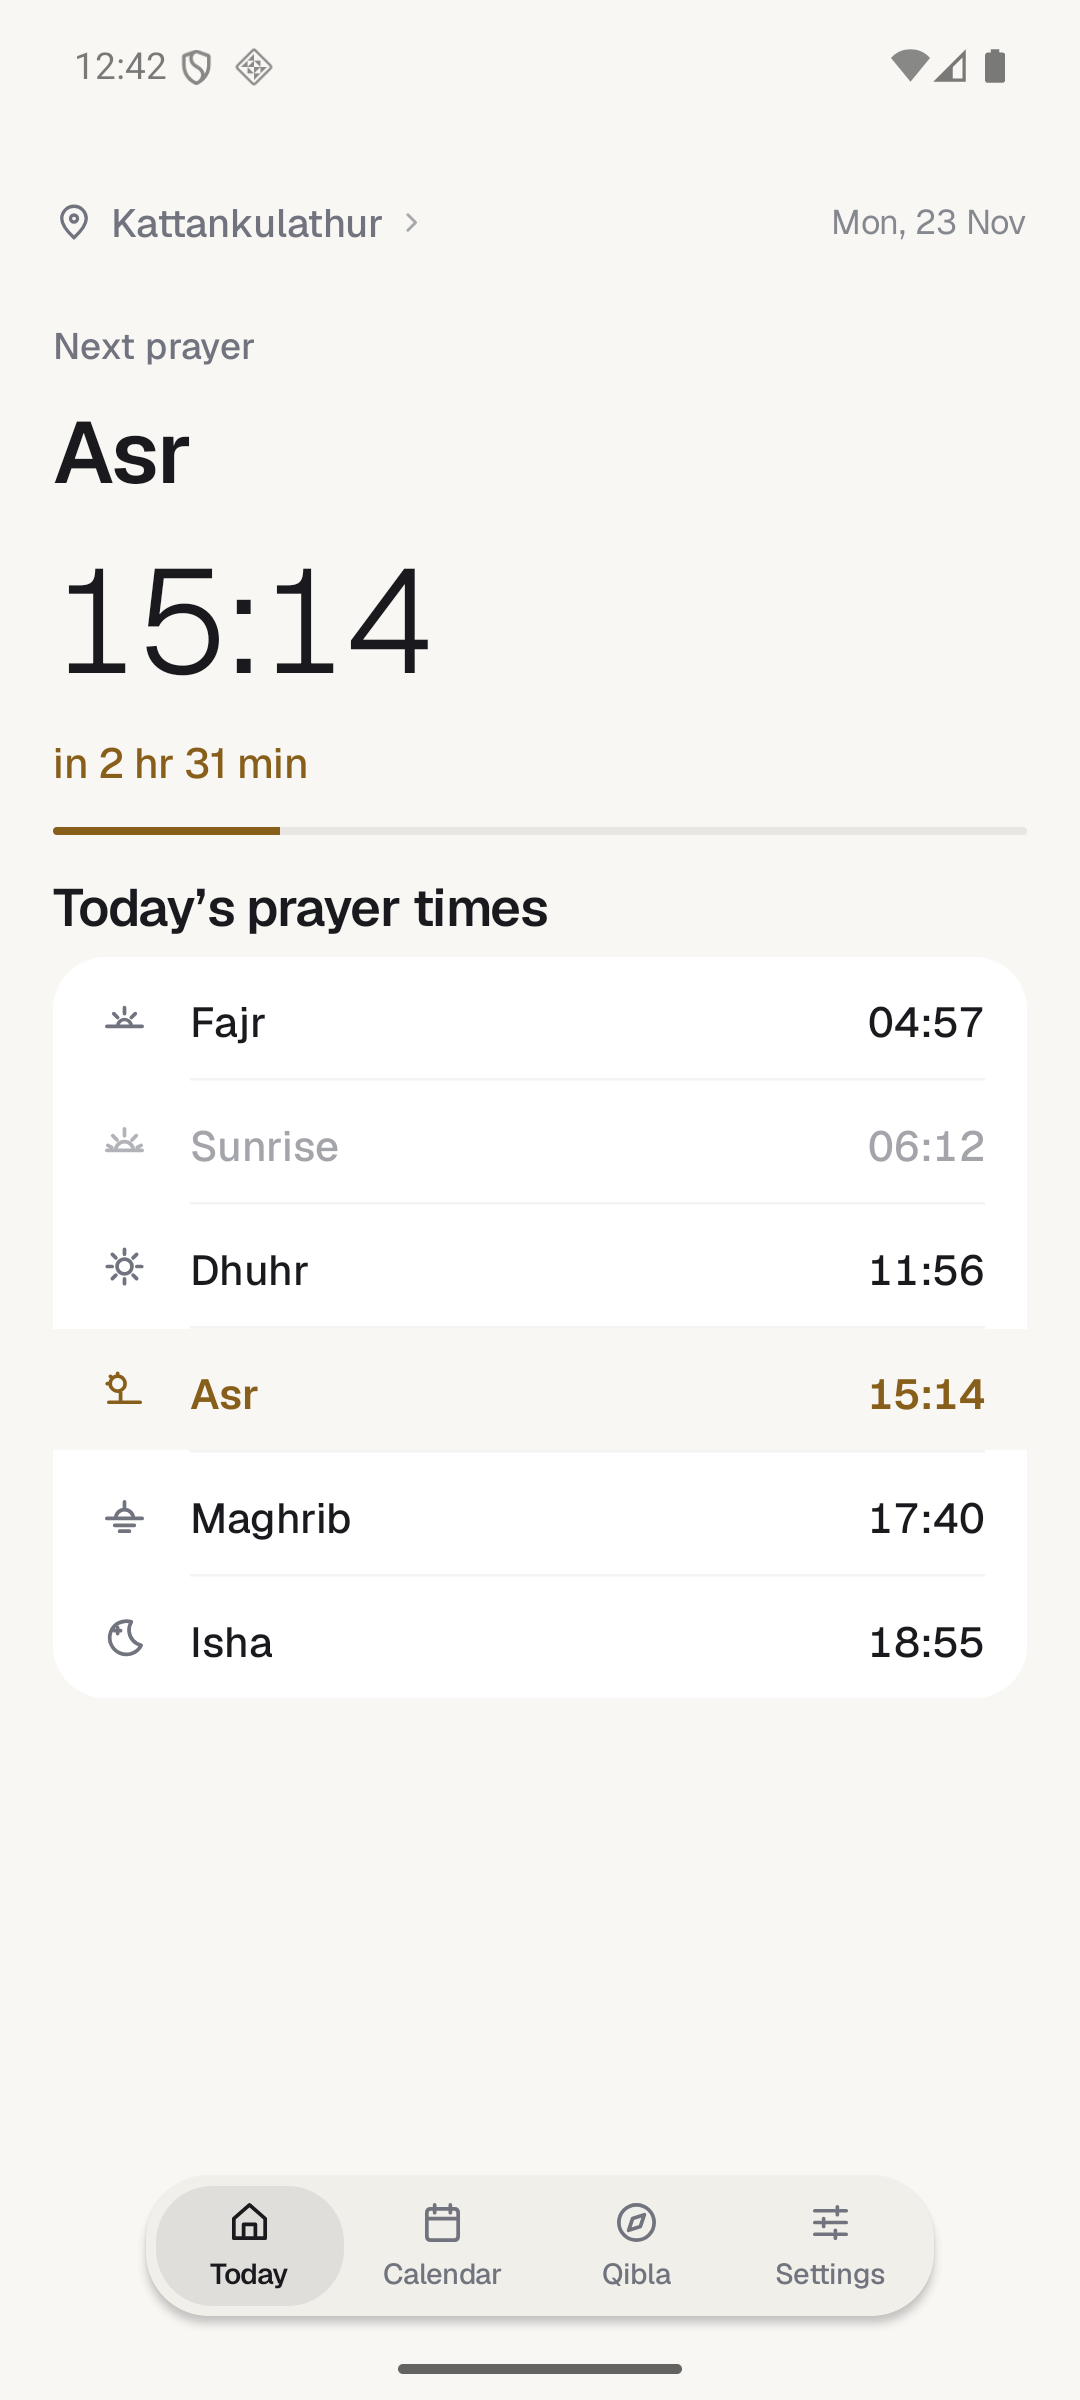 12:42
Kattankulathur
Mon, 23 Nov
Next prayer
Asr
15:14
in 2 hr 31 min
Today’s prayer times
Fajr 04:57
Sunrise 06:12
Dhuhr 11:56
Asr 15:14
Maghrib 17:40
Isha 18:55
Today Calendar Qibla Settings